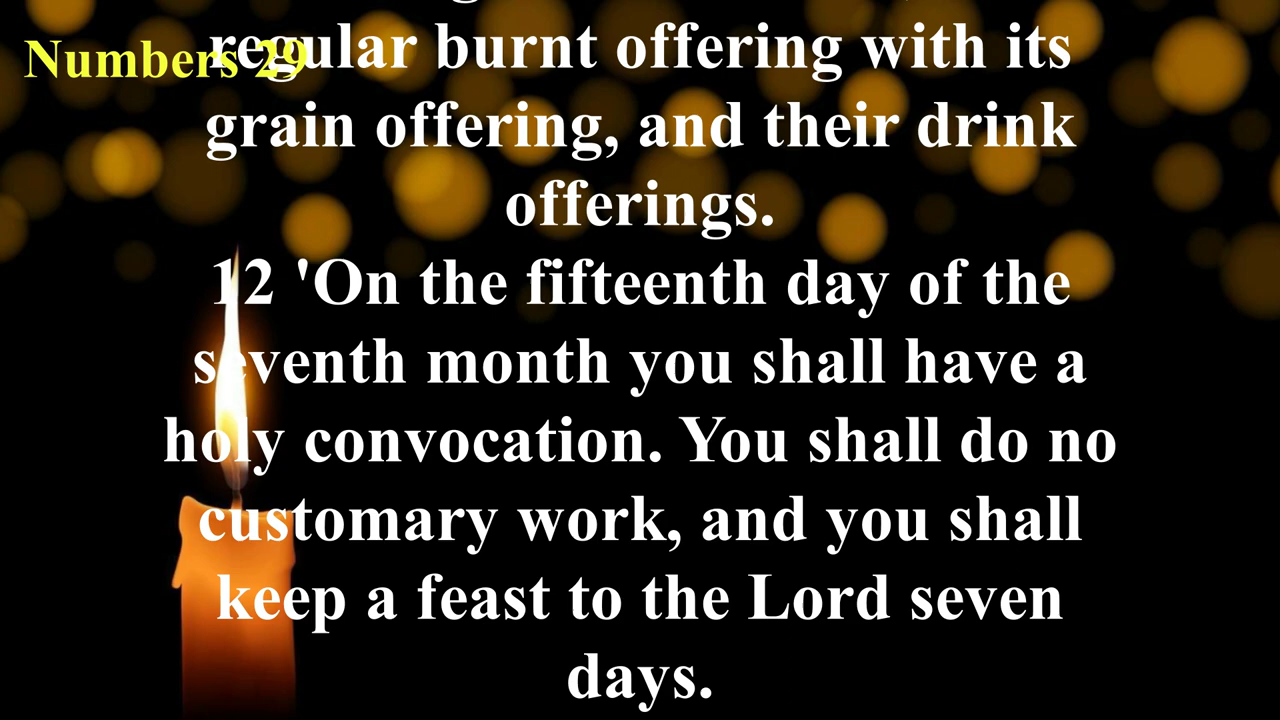 Numbers 29
regular burnt offering with its
grain offering, and their drink
offerings.
12 'On the fifteenth day of the
seventh month you shall have a
holy convocation. You shall do no
customary work, and you shall
keep a feast to the Lord seven
days.